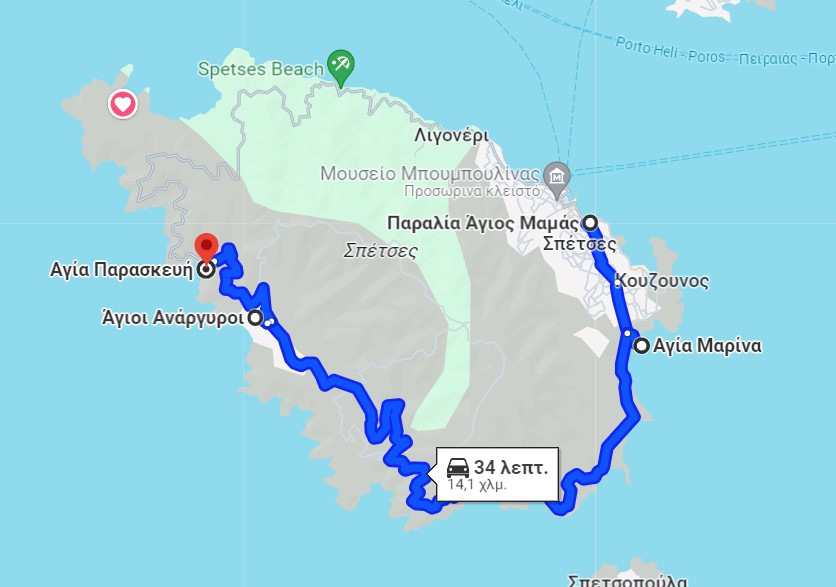 Porto Heli - Poros - Πειραιάς - Πορτ
Spetses Beach
Λιγονέρι
Μουσείο Μπουμπουλίνας
Προσωρινά κλειστό
Παραλία Άγιος Μαμάς
Σπέτσες
Σπέτσες
Αγία Παρασκευή
Κουζουνος
Άγιοι Ανάργυροι
Αγία Μαρίνα
34 λεπτ.
14,1 χλμ.
Σπετσοπούλα